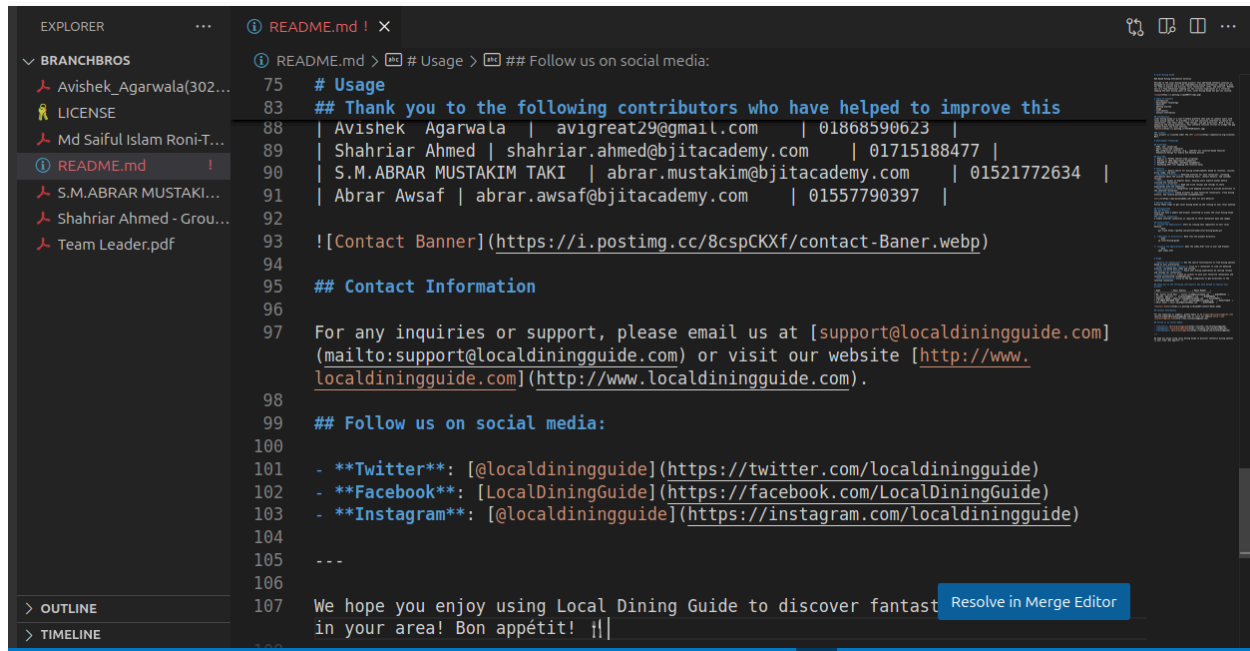 EXPLORER ...
README.md ! ×
BRANCHBROS
Avishek_Agarwala(302...
LICENSE
Md Saiful Islam Roni-T...
README.md !
S.M.ABRAR MUSTAKI...
Shahriar Ahmed - Grou...
Team Leader.pdf
OUTLINE
TIMELINE
README.md > # Usage > ## Follow us on social media:
75 # Usage
83 ## Thank you to the following contributors who have helped to improve this
88 | Avishek Agarwala | avigreat29@gmail.com | 01868590623 |
89 | Shahriar Ahmed | shahriar.ahmed@bjitacademy.com | 01715188477 |
90 | S.M.ABRAR MUSTAKIM TAKI | abrar.mustakim@bjitacademy.com | 01521772634 |
91 | Abrar Awsaf | abrar.awsaf@bjitacademy.com | 01557790397 |
92
93 ![Contact Banner](https://i.postimg.cc/8cspCKXf/contact-Baner.webp)
94
95 ## Contact Information
96
97 For any inquiries or support, please email us at [support@localdiningguide.com]
(mailto:support@localdiningguide.com) or visit our website [http://www.
localdiningguide.com](http://www.localdiningguide.com).
98
99 ## Follow us on social media:
100
101 - **Twitter**: [@localdiningguide](https://twitter.com/localdiningguide)
102 - **Facebook**: [LocalDiningGuide](https://facebook.com/LocalDiningGuide)
103 - **Instagram**: [@localdiningguide](https://instagram.com/localdiningguide)
104
105 ---
106
107 We hope you enjoy using Local Dining Guide to discover fantast
in your area! Bon appétit! 🍴
Resolve in Merge Editor